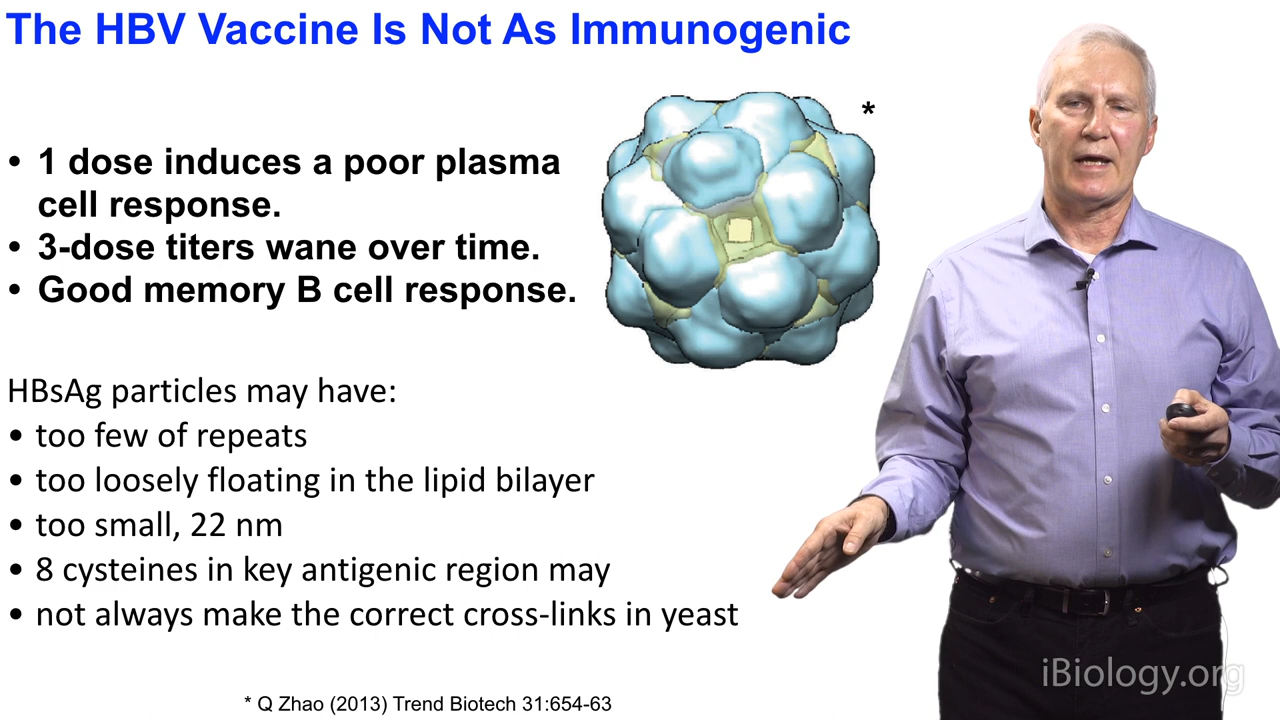 The HBV Vaccine Is Not As Immunogenic
*
• 1 dose induces a poor plasma
cell response.
• 3-dose titers wane over time.
• Good memory B cell response.
HBsAg particles may have:
• too few of repeats
• too loosely floating in the lipid bilayer
• too small, 22 nm
• 8 cysteines in key antigenic region may
• not always make the correct cross-links in yeast
* Q Zhao (2013) Trend Biotech 31:654-63
iBiology.org